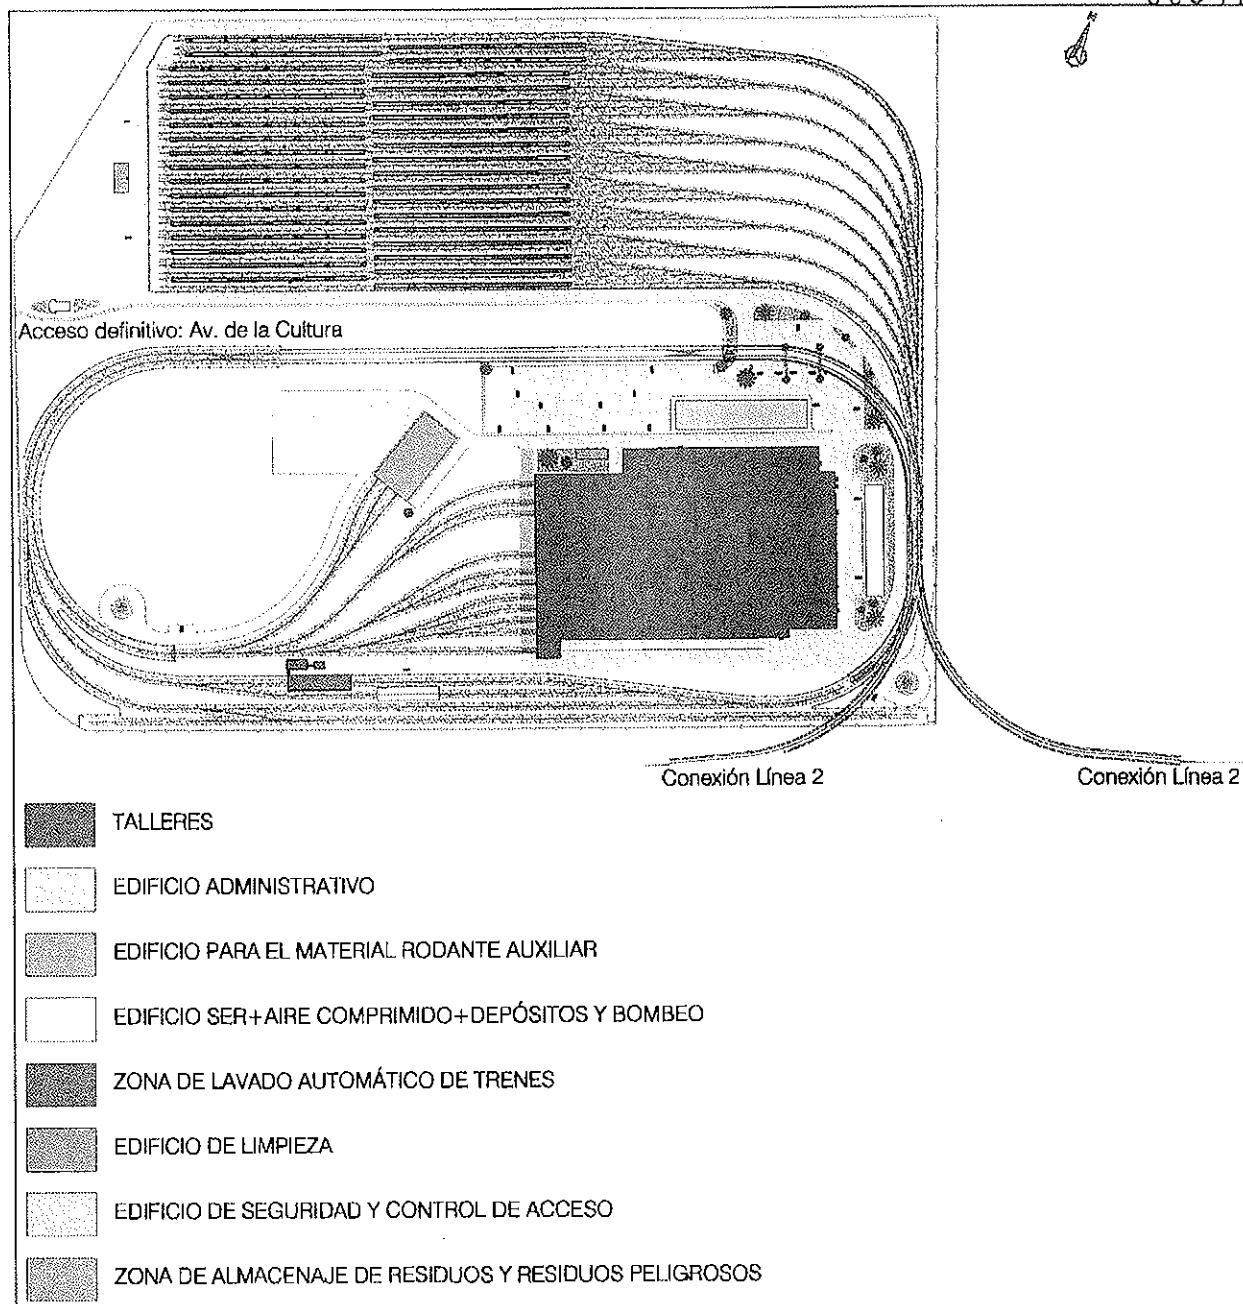 Acceso definitivo: Av. de la Cultura
Conexión Línea 2
Conexión Línea 2
TALLERES
EDIFICIO ADMINISTRATIVO
EDIFICIO PARA EL MATERIAL RODANTE AUXILIAR
EDIFICIO SER+AIRE COMPRIMIDO+DEPÓSITOS Y BOMBEO
ZONA DE LAVADO AUTOMÁTICO DE TRENES
EDIFICIO DE LIMPIEZA
EDIFICIO DE SEGURIDAD Y CONTROL DE ACCESO
ZONA DE ALMACENAJE DE RESIDUOS Y RESIDUOS PELIGROSOS